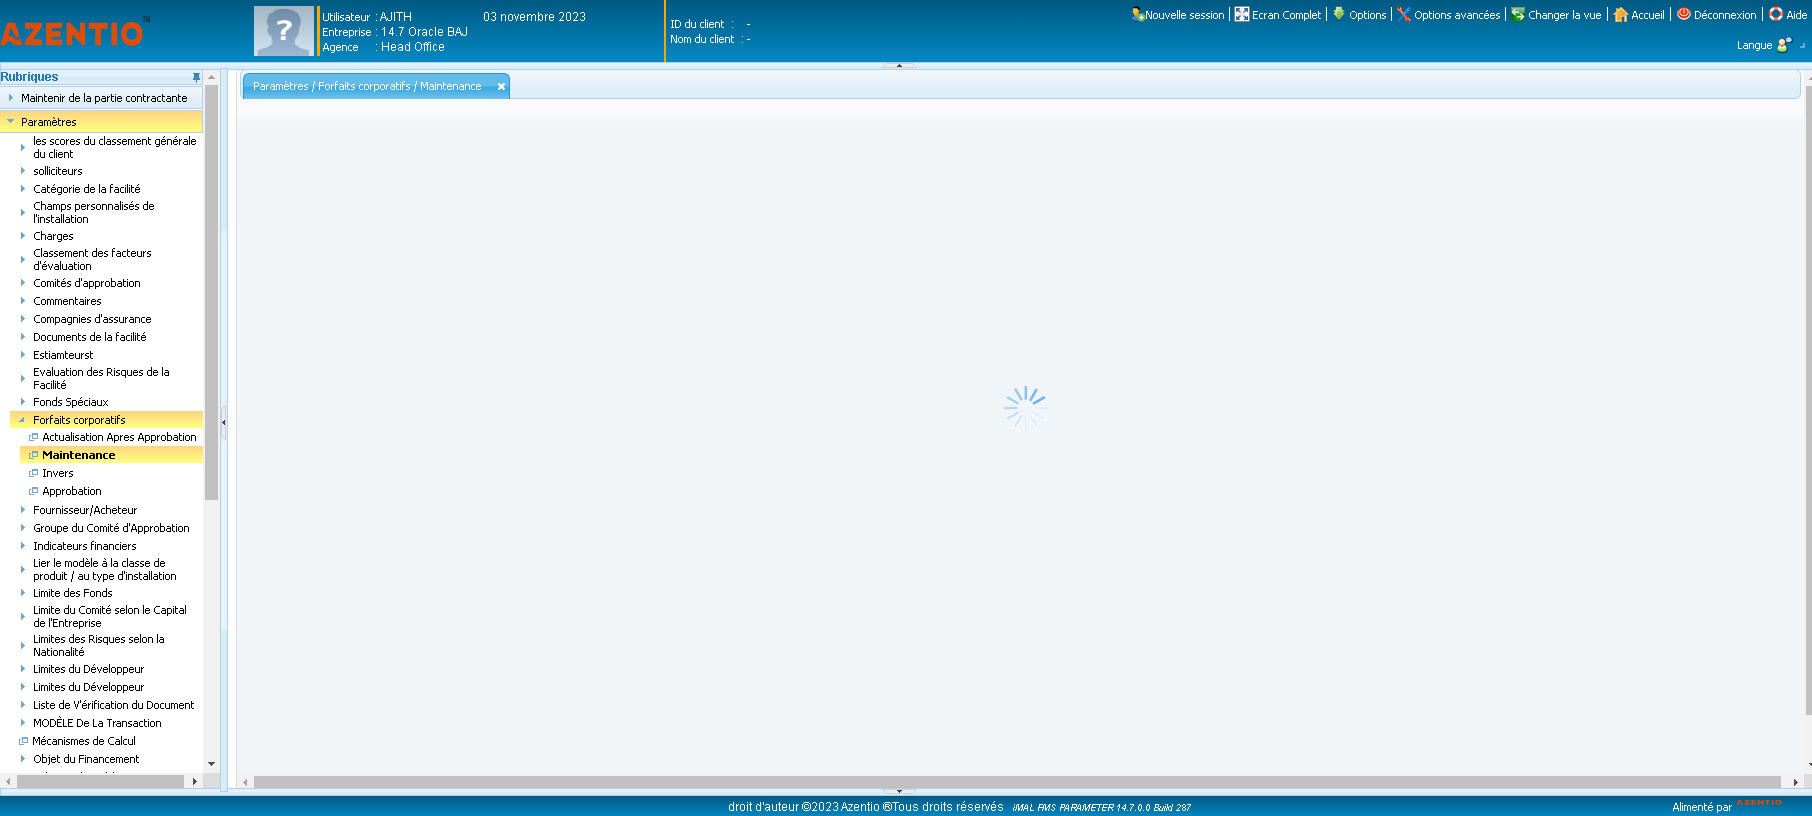 AZENTIO™
Utilisateur : AJITH
03 novembre 2023
Entreprise : 14.7 Oracle BAJ
Agence : Head Office
ID du client : -
Nom du client : -
Nouvelle session | Ecran Complet | Options | Options avancées | Changer la vue | Accueil | Déconnexion | Aide
Langue
Rubriques
Maintenir de la partie contractante
Paramètres
les scores du classement générale
du client
solliciteurs
Catégorie de la facilité
Champs personnalisés de
l'installation
Charges
Classement des facteurs
d'évaluation
Comités d'approbation
Commentaires
Compagnies d'assurance
Documents de la facilité
Estiamteurst
Evaluation des Risques de la
Facilité
Fonds Spéciaux
Forfaits corporatifs
Actualisation Apres Approbation
Maintenance
Invers
Approbation
Fournisseur/Acheteur
Groupe du Comité d'Approbation
Indicateurs financiers
Lier le modèle à la classe de
produit / au type d'installation
Limite des Fonds
Limite du Comité selon le Capital
de l'Entreprise
Limites des Risques selon la
Nationalité
Limites du Développeur
Limites du Développeur
Liste de V'érification du Document
MODÈLE De La Transaction
Mécanismes de Calcul
Objet du Financement
Paramètres / Forfaits corporatifs / Maintenance
droit d'auteur ©2023 Azentio ®Tous droits réservés iMAL FMS PARAMETER 14.7.0.0 Build 287
Alimenté par AZENTIO